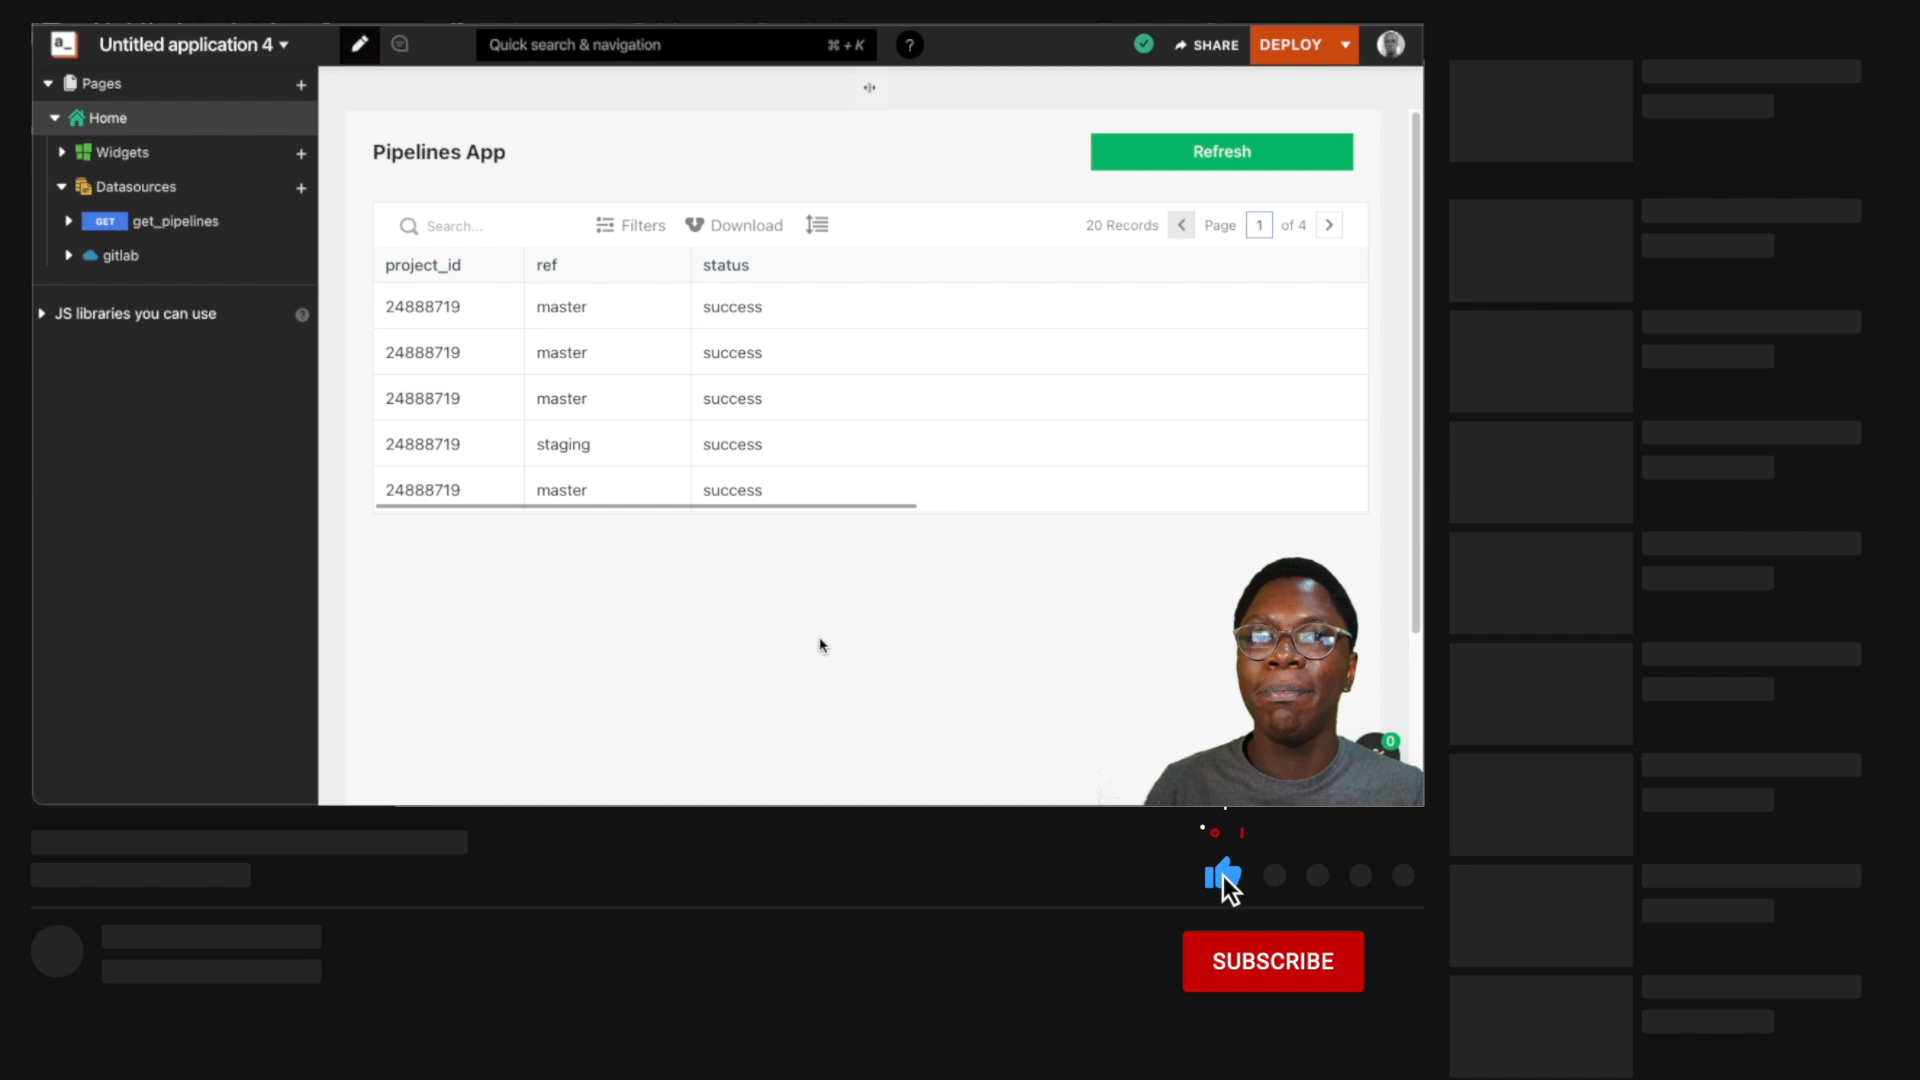 a_ Untitled application 4
Quick search & navigation ⌘ + K ?
SHARE DEPLOY
Pages +
Home
Widgets +
Datasources +
GET get_pipelines
gitlab
JS libraries you can use ?
Pipelines App Refresh
Search... Filters Download 20 Records Page 1 of 4
project_id ref status
24888719 master success
24888719 master success
24888719 master success
24888719 staging success
24888719 master success
0
SUBSCRIBE